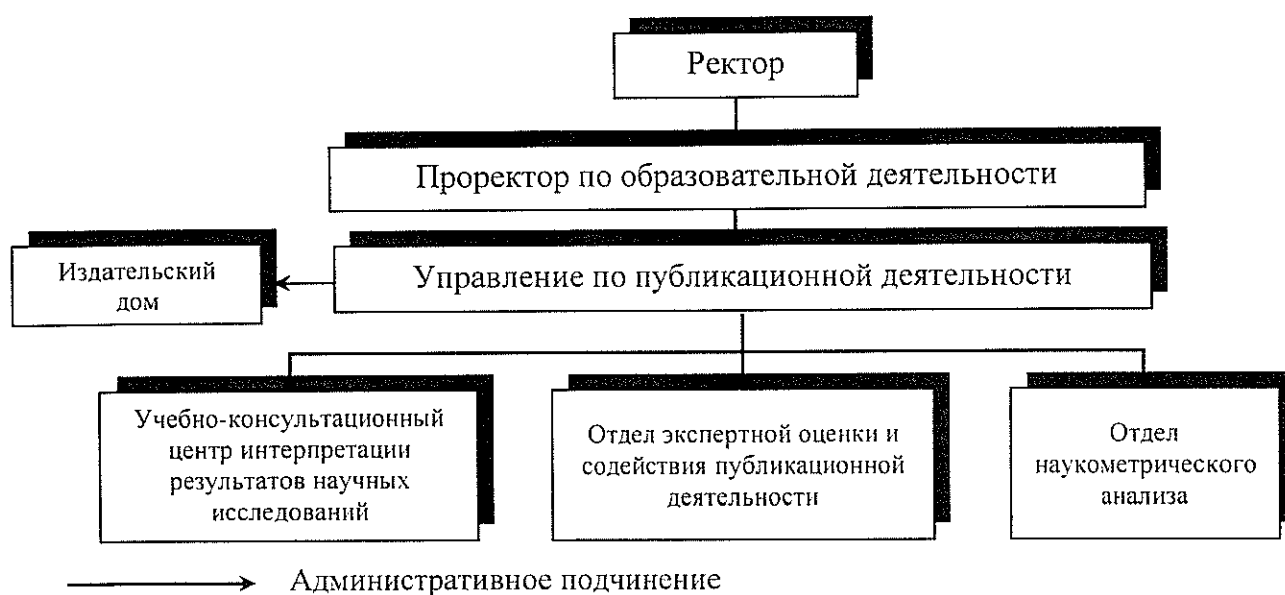 Ректор
Проректор по образовательной деятельности
Издательский
дом
Управление по публикационной деятельности
Учебно-консультационный
центр интерпретации
результатов научных
исследований
Отдел экспертной оценки и
содействия публикационной
деятельности
Отдел
наукометрического
анализа
Административное подчинение